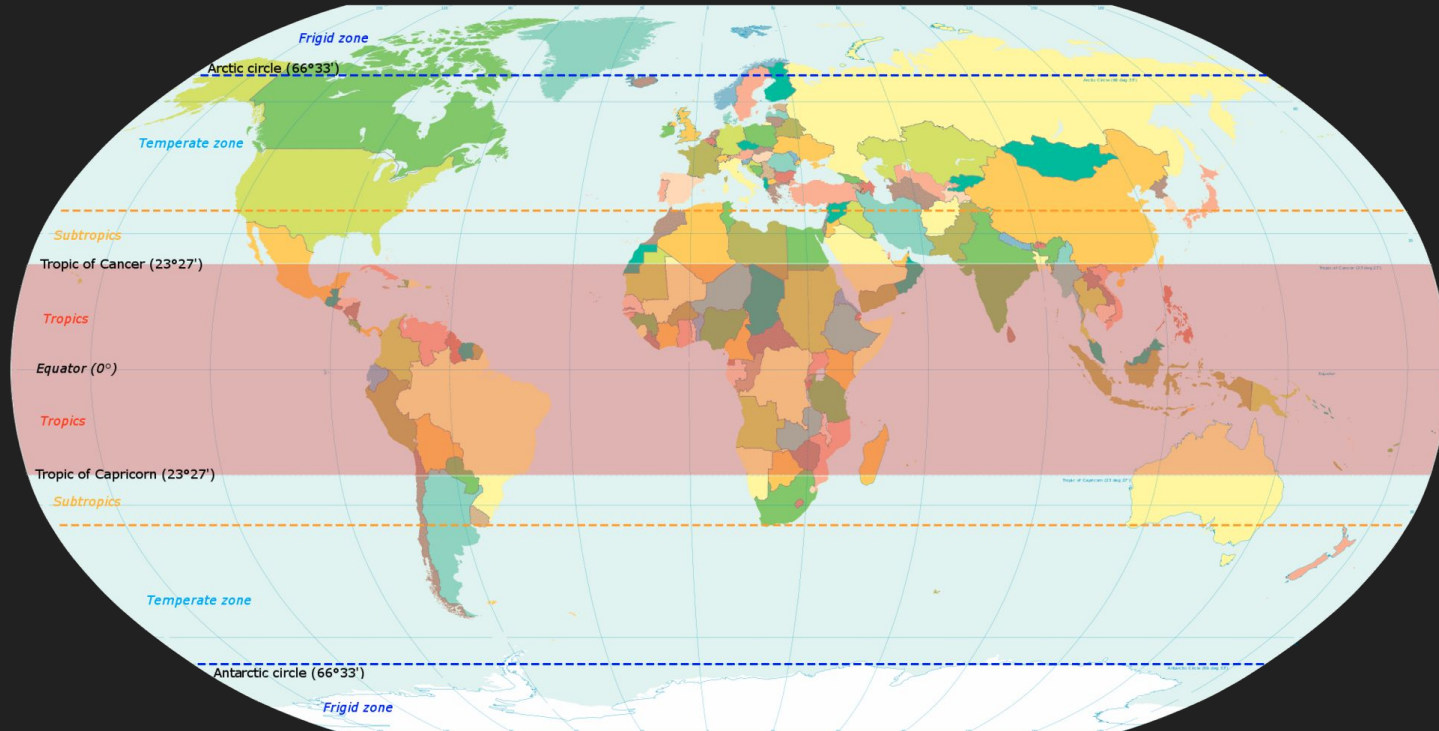 Frigid zone
Arctic circle (66°33')
Temperate zone
Subtropics
Tropic of Cancer (23°27')
Tropics
Equator (0°)
Equator
Tropics
Tropic of Capricorn (23°27')
Subtropics
Temperate zone
Antarctic circle (66°33')
Frigid zone